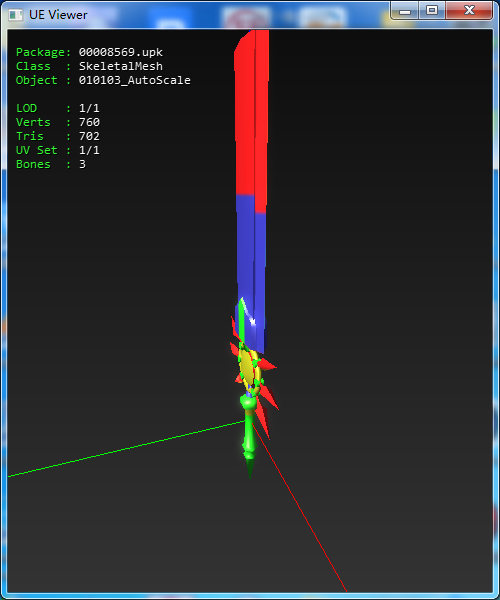 UE Viewer
Package: 00008569.upk
Class  : SkeletalMesh
Object : 010103_AutoScale
LOD    : 1/1
Verts  : 760
Tris   : 702
UV Set : 1/1
Bones  : 3